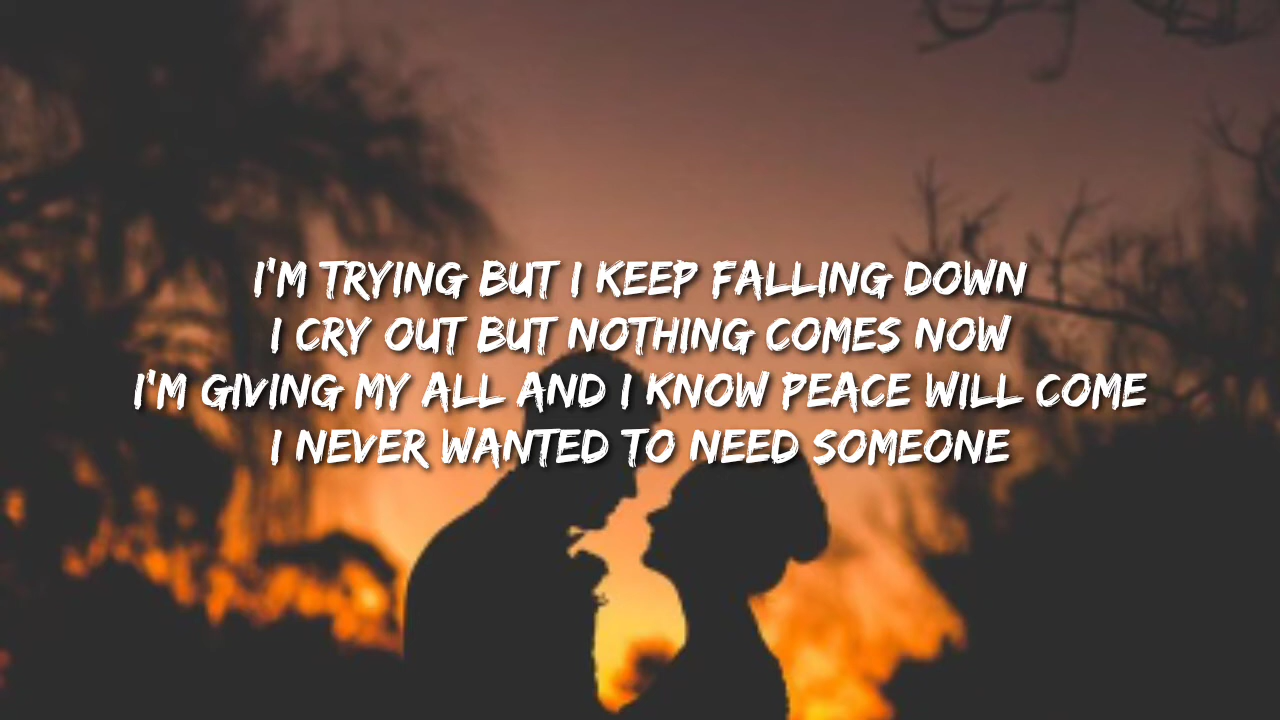 I'M TRYING BUT I KEEP FALLING DOWN
I CRY OUT BUT NOTHING COMES NOW
I'M GIVING MY ALL AND I KNOW PEACE WILL COME
I NEVER WANTED TO NEED SOMEONE